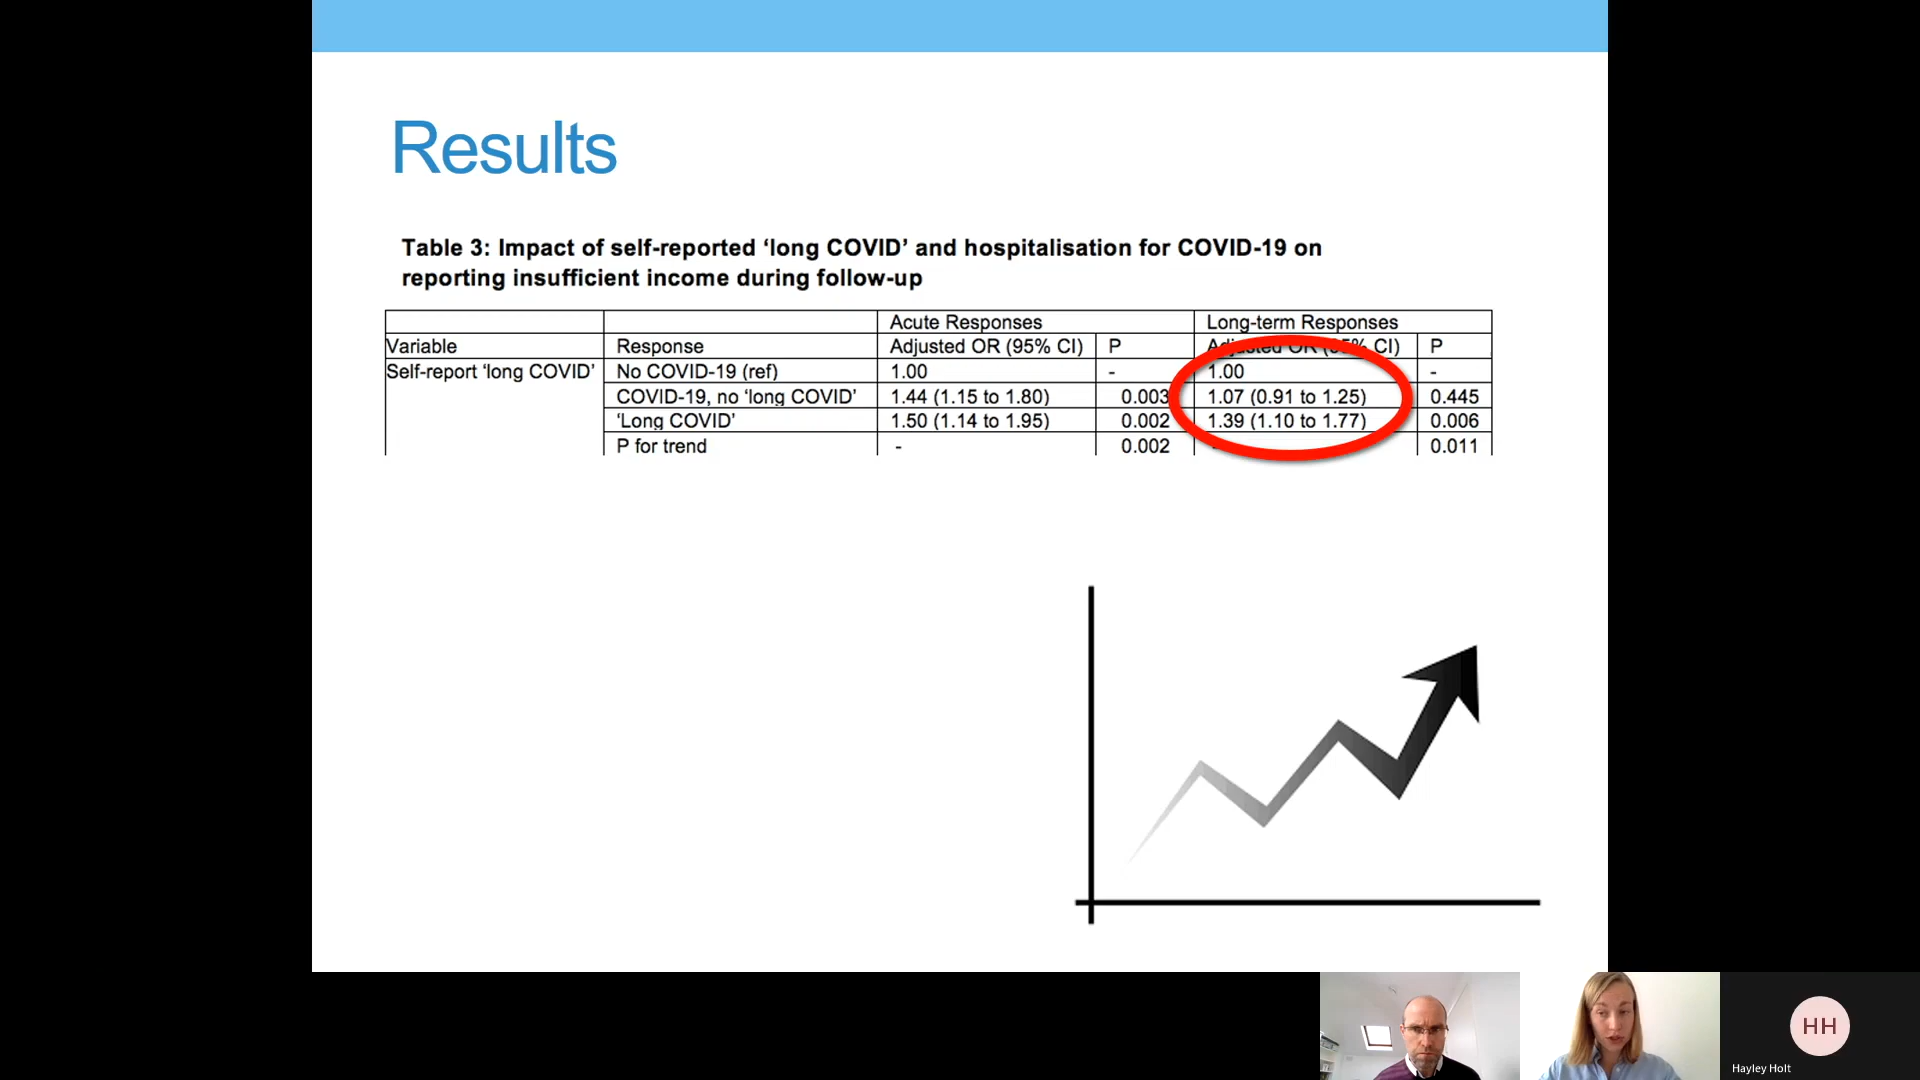 Results
Table 3: Impact of self-reported ‘long COVID’ and hospitalisation for COVID-19 on
reporting insufficient income during follow-up
Acute Responses Long-term Responses
Variable Response Adjusted OR (95% CI) P Adjusted OR (95% CI) P
Self-report ‘long COVID’ No COVID-19 (ref) 1.00 - 1.00 -
COVID-19, no ‘long COVID’ 1.44 (1.15 to 1.80) 0.003 1.07 (0.91 to 1.25) 0.445
‘Long COVID’ 1.50 (1.14 to 1.95) 0.002 1.39 (1.10 to 1.77) 0.006
P for trend - 0.002 - 0.011
HH
Hayley Holt